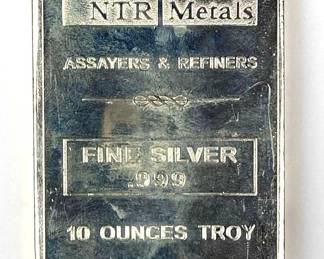 NTR Metals
ASSAYERS & REFINERS
FINE SILVER
.999
10 OUNCES TROY